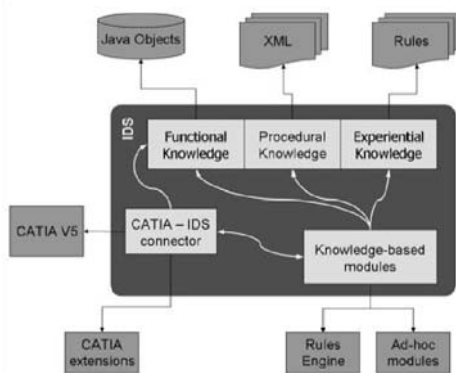 Java Objects
XML
Rules
IDS
Functional
Knowledge
Procedural
Knowledge
Experiential
Knowledge
CATIA V5
CATIA – IDS
connector
Knowledge-based
modules
CATIA
extensions
Rules
Engine
Ad-hoc
modules